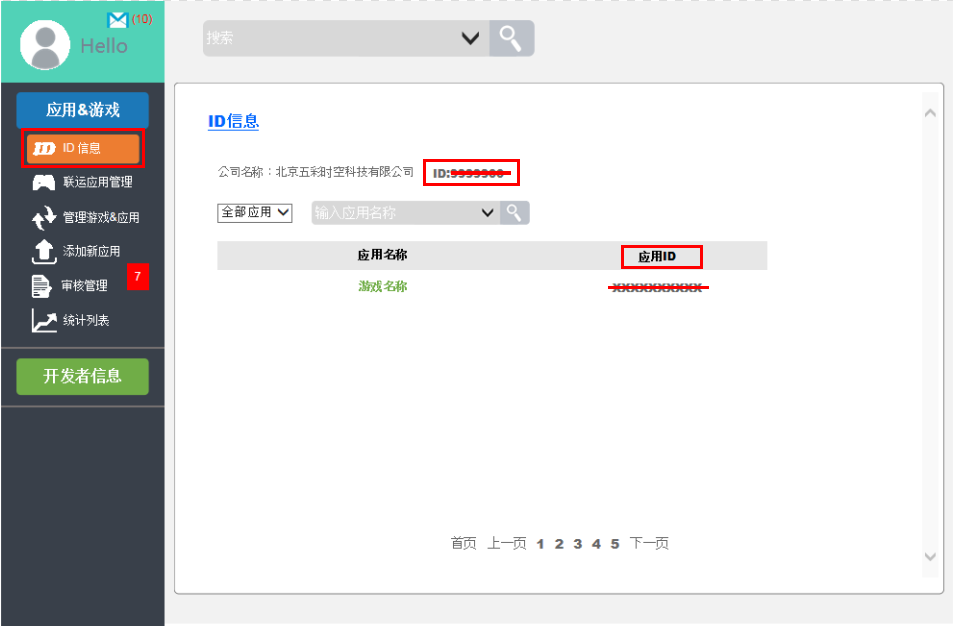 (10)
Hello
搜索
应用&游戏
ID 信息
联运应用管理
管理游戏&应用
添加新应用
审核管理
7
统计列表
开发者信息
ID信息
公司名称：北京五彩时空科技有限公司
ID:9999900
全部应用
输入应用名称
应用名称 应用ID
游戏名称 XXXXXXXXXXX
首页 上一页 1 2 3 4 5 下一页